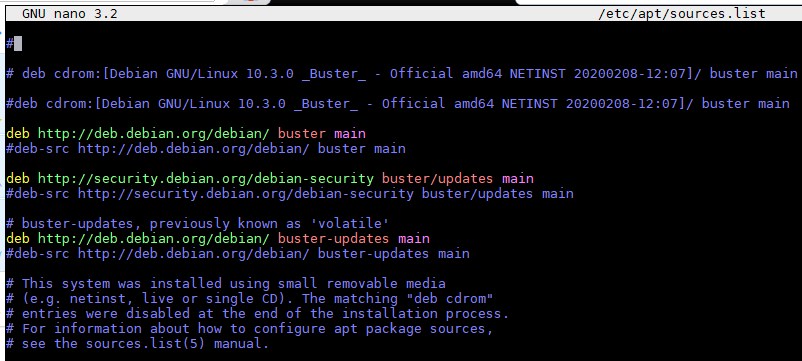 GNU nano 3.2 /etc/apt/sources.list
#
# deb cdrom:[Debian GNU/Linux 10.3.0 _Buster_ - Official amd64 NETINST 20200208-12:07]/ buster main
#deb cdrom:[Debian GNU/Linux 10.3.0 _Buster_ - Official amd64 NETINST 20200208-12:07]/ buster main
deb http://deb.debian.org/debian/ buster main
#deb-src http://deb.debian.org/debian/ buster main
deb http://security.debian.org/debian-security buster/updates main
#deb-src http://security.debian.org/debian-security buster/updates main
# buster-updates, previously known as 'volatile'
deb http://deb.debian.org/debian/ buster-updates main
#deb-src http://deb.debian.org/debian/ buster-updates main
# This system was installed using small removable media
# (e.g. netinst, live or single CD). The matching "deb cdrom"
# entries were disabled at the end of the installation process.
# For information about how to configure apt package sources,
# see the sources.list(5) manual.